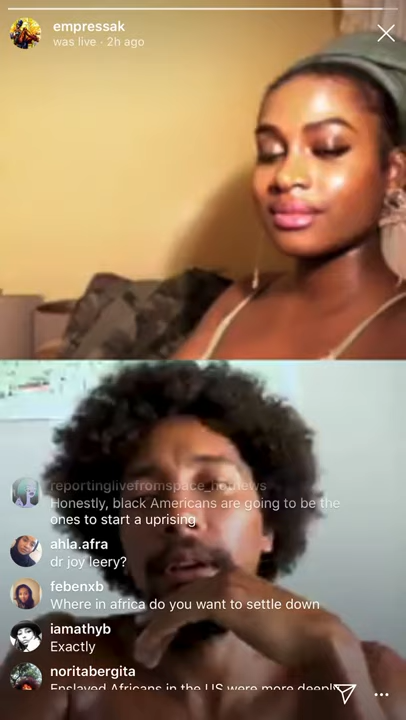 empressak
was live · 2h ago
reportinglivefromspace_hotnews
Honestly, black Americans are going to be the
ones to start a uprising
ahla.afra
dr joy leery?
febenxb
Where in africa do you want to settle down
iamathyb
Exactly
noritabergita
Enslaved Africans in the US were more deepl